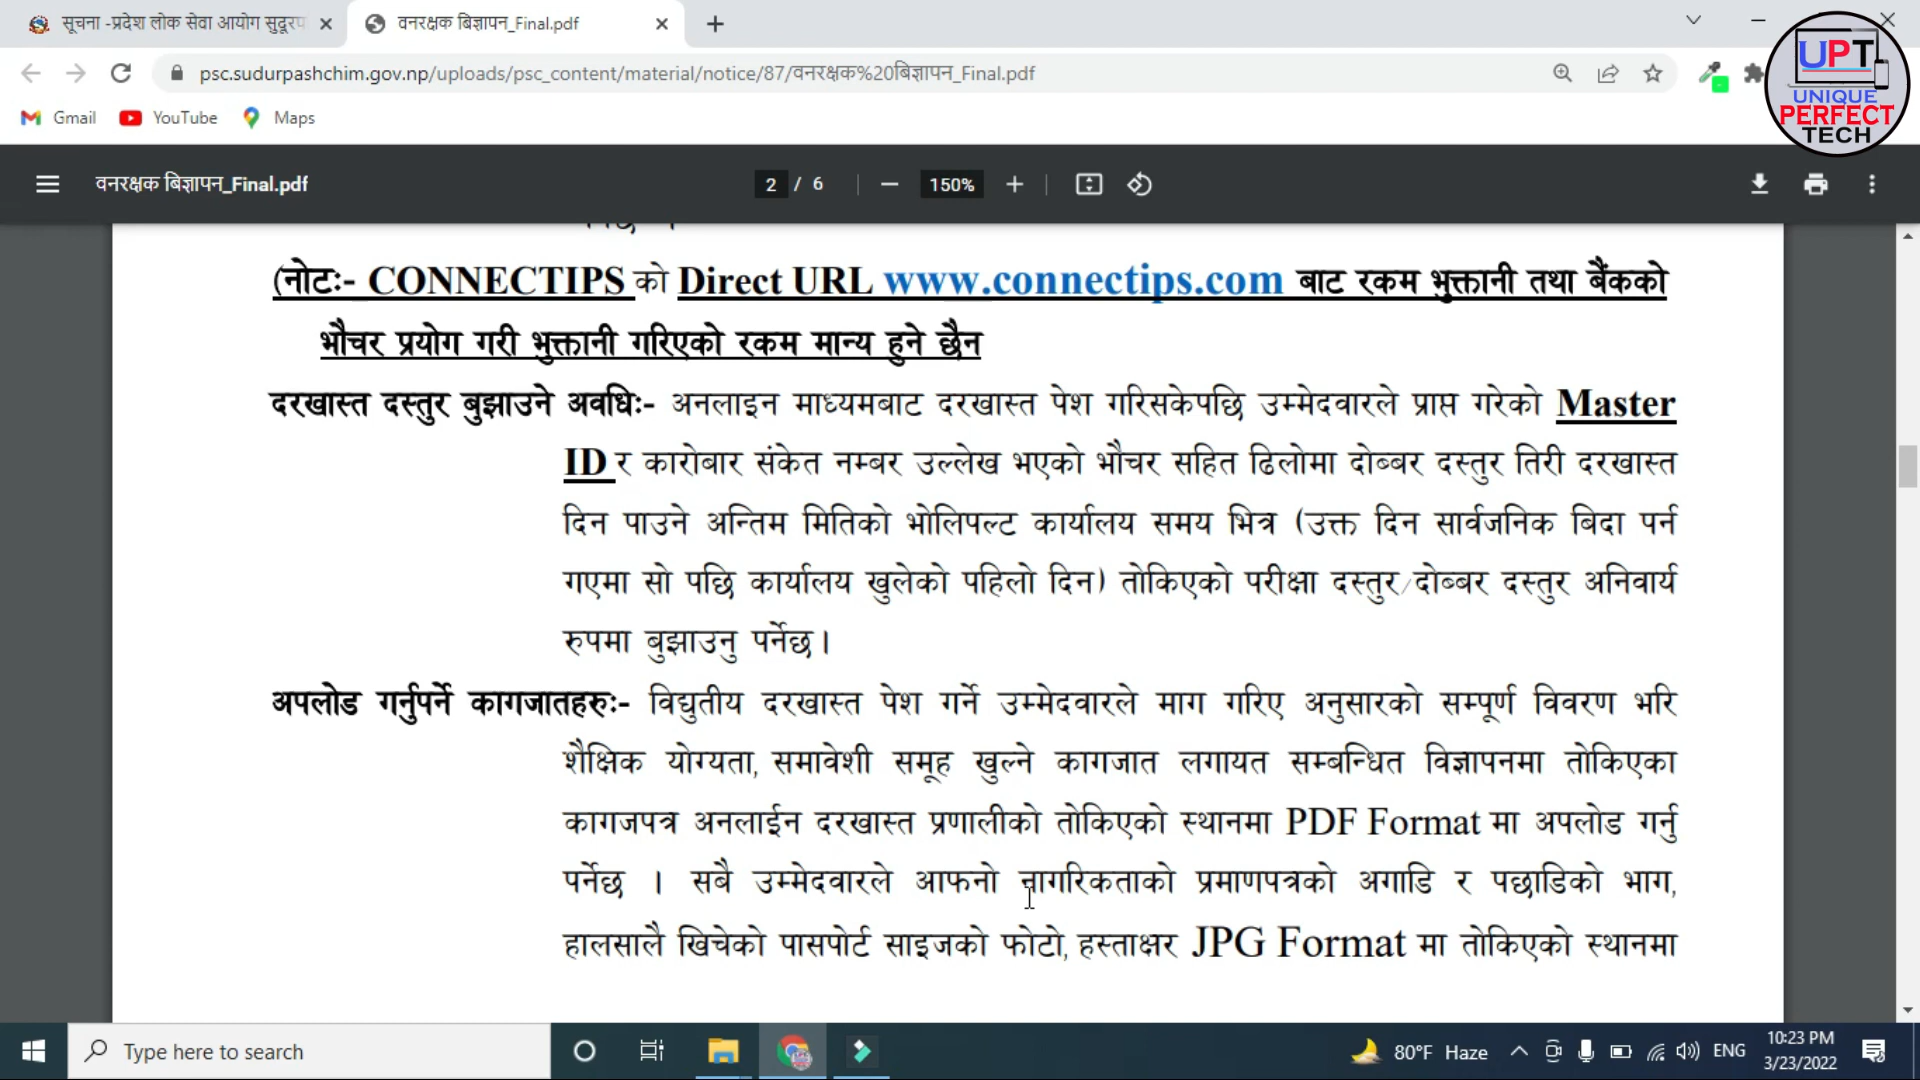 सूचना -प्रदेश लोक सेवा आयोग सुदूरप
वनरक्षक बिज्ञापन_Final.pdf
psc.sudurpashchim.gov.np/uploads/psc_content/material/notice/87/वनरक्षक%20बिज्ञापन_Final.pdf
Gmail
YouTube
Maps
UPT
UNIQUE
PERFECT
TECH
वनरक्षक बिज्ञापन_Final.pdf
2 / 6
150%
(नोटः- CONNECTIPS को Direct URL www.connectips.com बाट रकम भुक्तानी तथा बैंकको
भौचर प्रयोग गरी भुक्तानी गरिएको रकम मान्य हुने छैन
दरखास्त दस्तुर बुझाउने अवधिः- अनलाइन माध्यमबाट दरखास्त पेश गरिसकेपछि उम्मेदवारले प्राप्त गरेको Master
ID र कारोबार संकेत नम्बर उल्लेख भएको भौचर सहित ढिलोमा दोब्बर दस्तुर तिरी दरखास्त
दिन पाउने अन्तिम मितिको भोलिपल्ट कार्यालय समय भित्र (उक्त दिन सार्वजनिक बिदा पर्न
गएमा सो पछि कार्यालय खुलेको पहिलो दिन) तोकिएको परीक्षा दस्तुर/दोब्बर दस्तुर अनिवार्य
रुपमा बुझाउनु पर्नेछ।
अपलोड गर्नुपर्ने कागजातहरुः- विद्युतीय दरखास्त पेश गर्ने उम्मेदवारले माग गरिए अनुसारको सम्पूर्ण विवरण भरि
शैक्षिक योग्यता, समावेशी समूह खुल्ने कागजात लगायत सम्बन्धित विज्ञापनमा तोकिएका
कागजपत्र अनलाईन दरखास्त प्रणालीको तोकिएको स्थानमा PDF Format मा अपलोड गर्नु
पर्नेछ । सबै उम्मेदवारले आफनो नागरिकताको प्रमाणपत्रको अगाडि र पछाडिको भाग,
हालसालै खिचेको पासपोर्ट साइजको फोटो, हस्ताक्षर JPG Format मा तोकिएको स्थानमा
Type here to search
80°F Haze
ENG
10:23 PM
3/23/2022